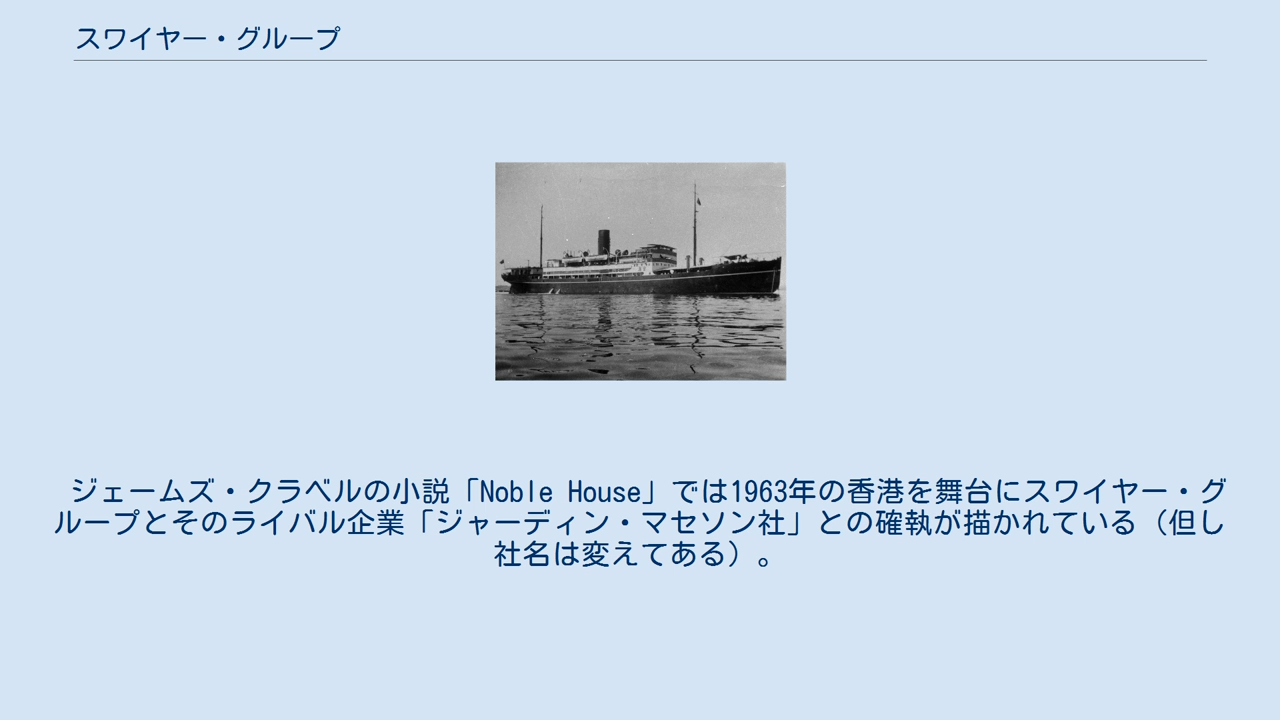 スワイヤー・グループ
ジェームズ・クラベルの小説「Noble House」では1963年の香港を舞台にスワイヤー・グ
ループとそのライバル企業「ジャーディン・マセソン社」との確執が描かれている（但し
社名は変えてある）。